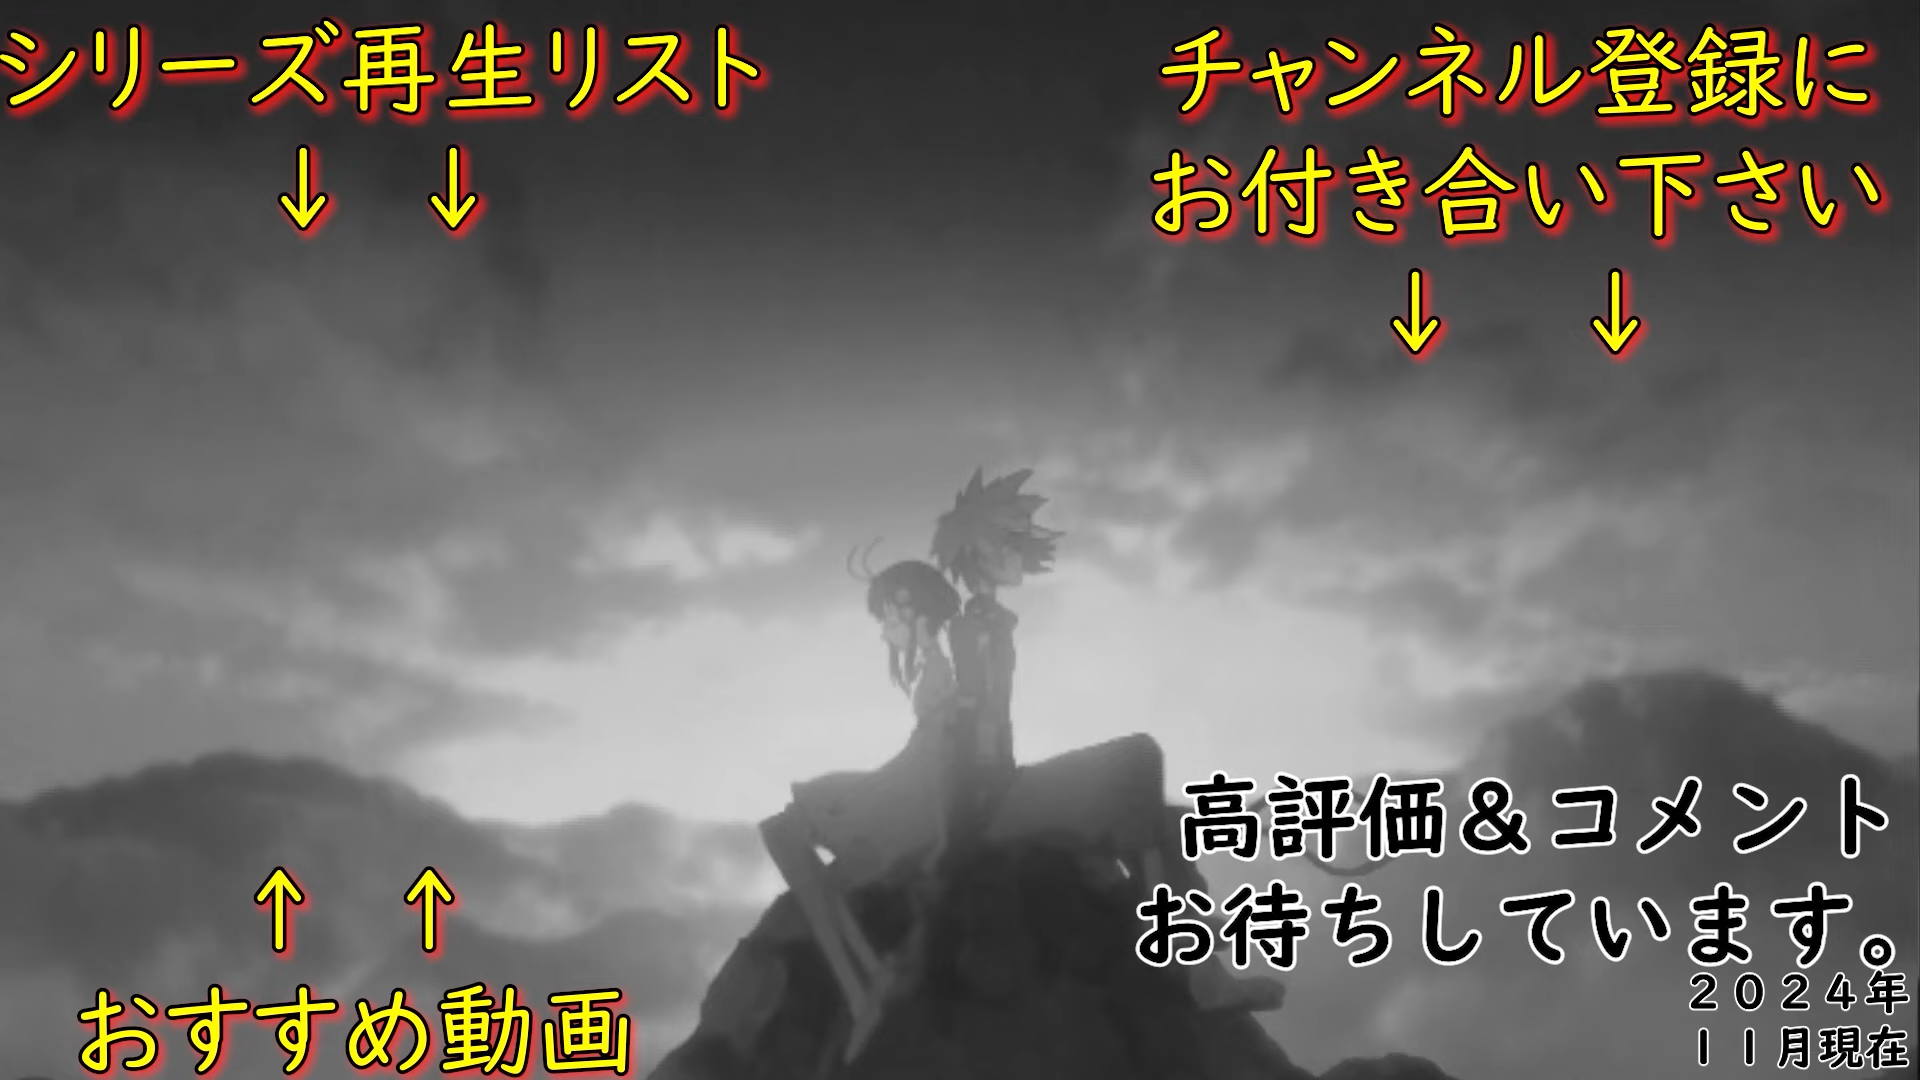 シリーズ再生リスト
↓ ↓
チャンネル登録に
お付き合い下さい
↓ ↓
↑ ↑
おすすめ動画
高評価＆コメント
お待ちしています。
２０２４年
１１月現在